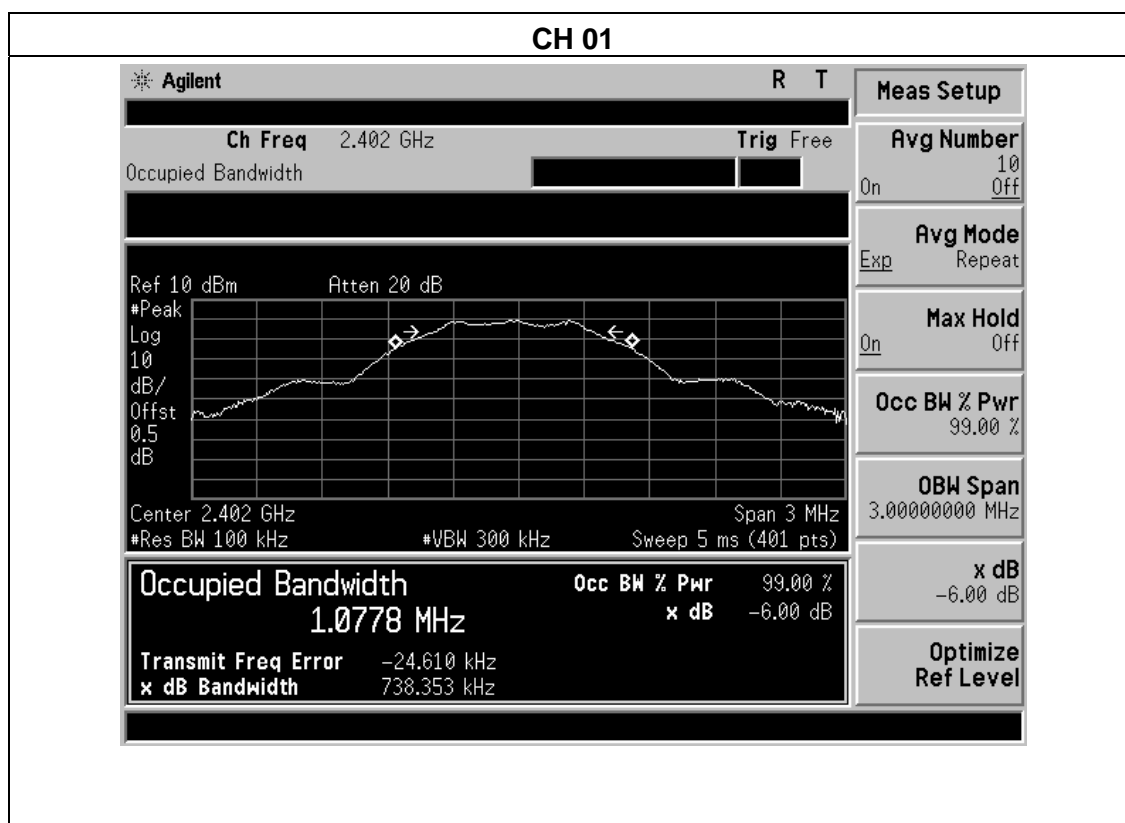 CH 01
Agilent R T
Ch Freq 2.402 GHz Trig Free
Occupied Bandwidth
Ref 10 dBm Atten 20 dB
#Peak
Log
10
dB/
Offst
0.5
dB
Center 2.402 GHz Span 3 MHz
#Res BW 100 kHz #VBW 300 kHz Sweep 5 ms (401 pts)
Occupied Bandwidth Occ BW % Pwr 99.00 %
1.0778 MHz x dB -6.00 dB
Transmit Freq Error -24.610 kHz
x dB Bandwidth 738.353 kHz
Meas Setup
Avg Number
10
On Off
Avg Mode
Exp Repeat
Max Hold
On Off
Occ BW % Pwr
99.00 %
OBW Span
3.00000000 MHz
x dB
-6.00 dB
Optimize
Ref Level